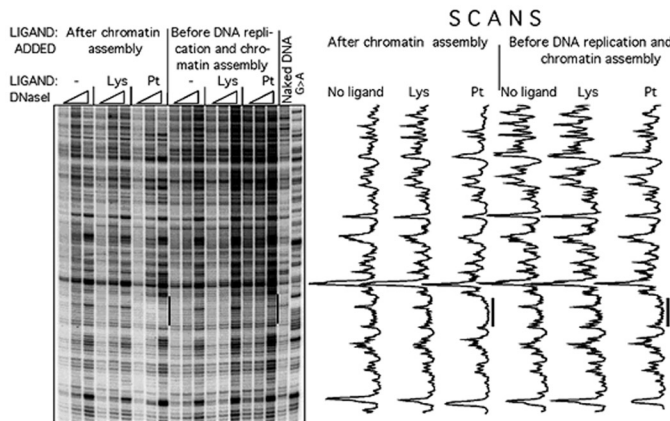 LIGAND: After chromatin Before DNA repli-
ADDED assembly cation and chro-
matin assembly
LIGAND: - Lys Pt - Lys Pt
DNaseI
Naked DNA
G>A
SCANS
After chromatin assembly
Before DNA replication and
chromatin assembly
No ligand Lys Pt No ligand Lys Pt